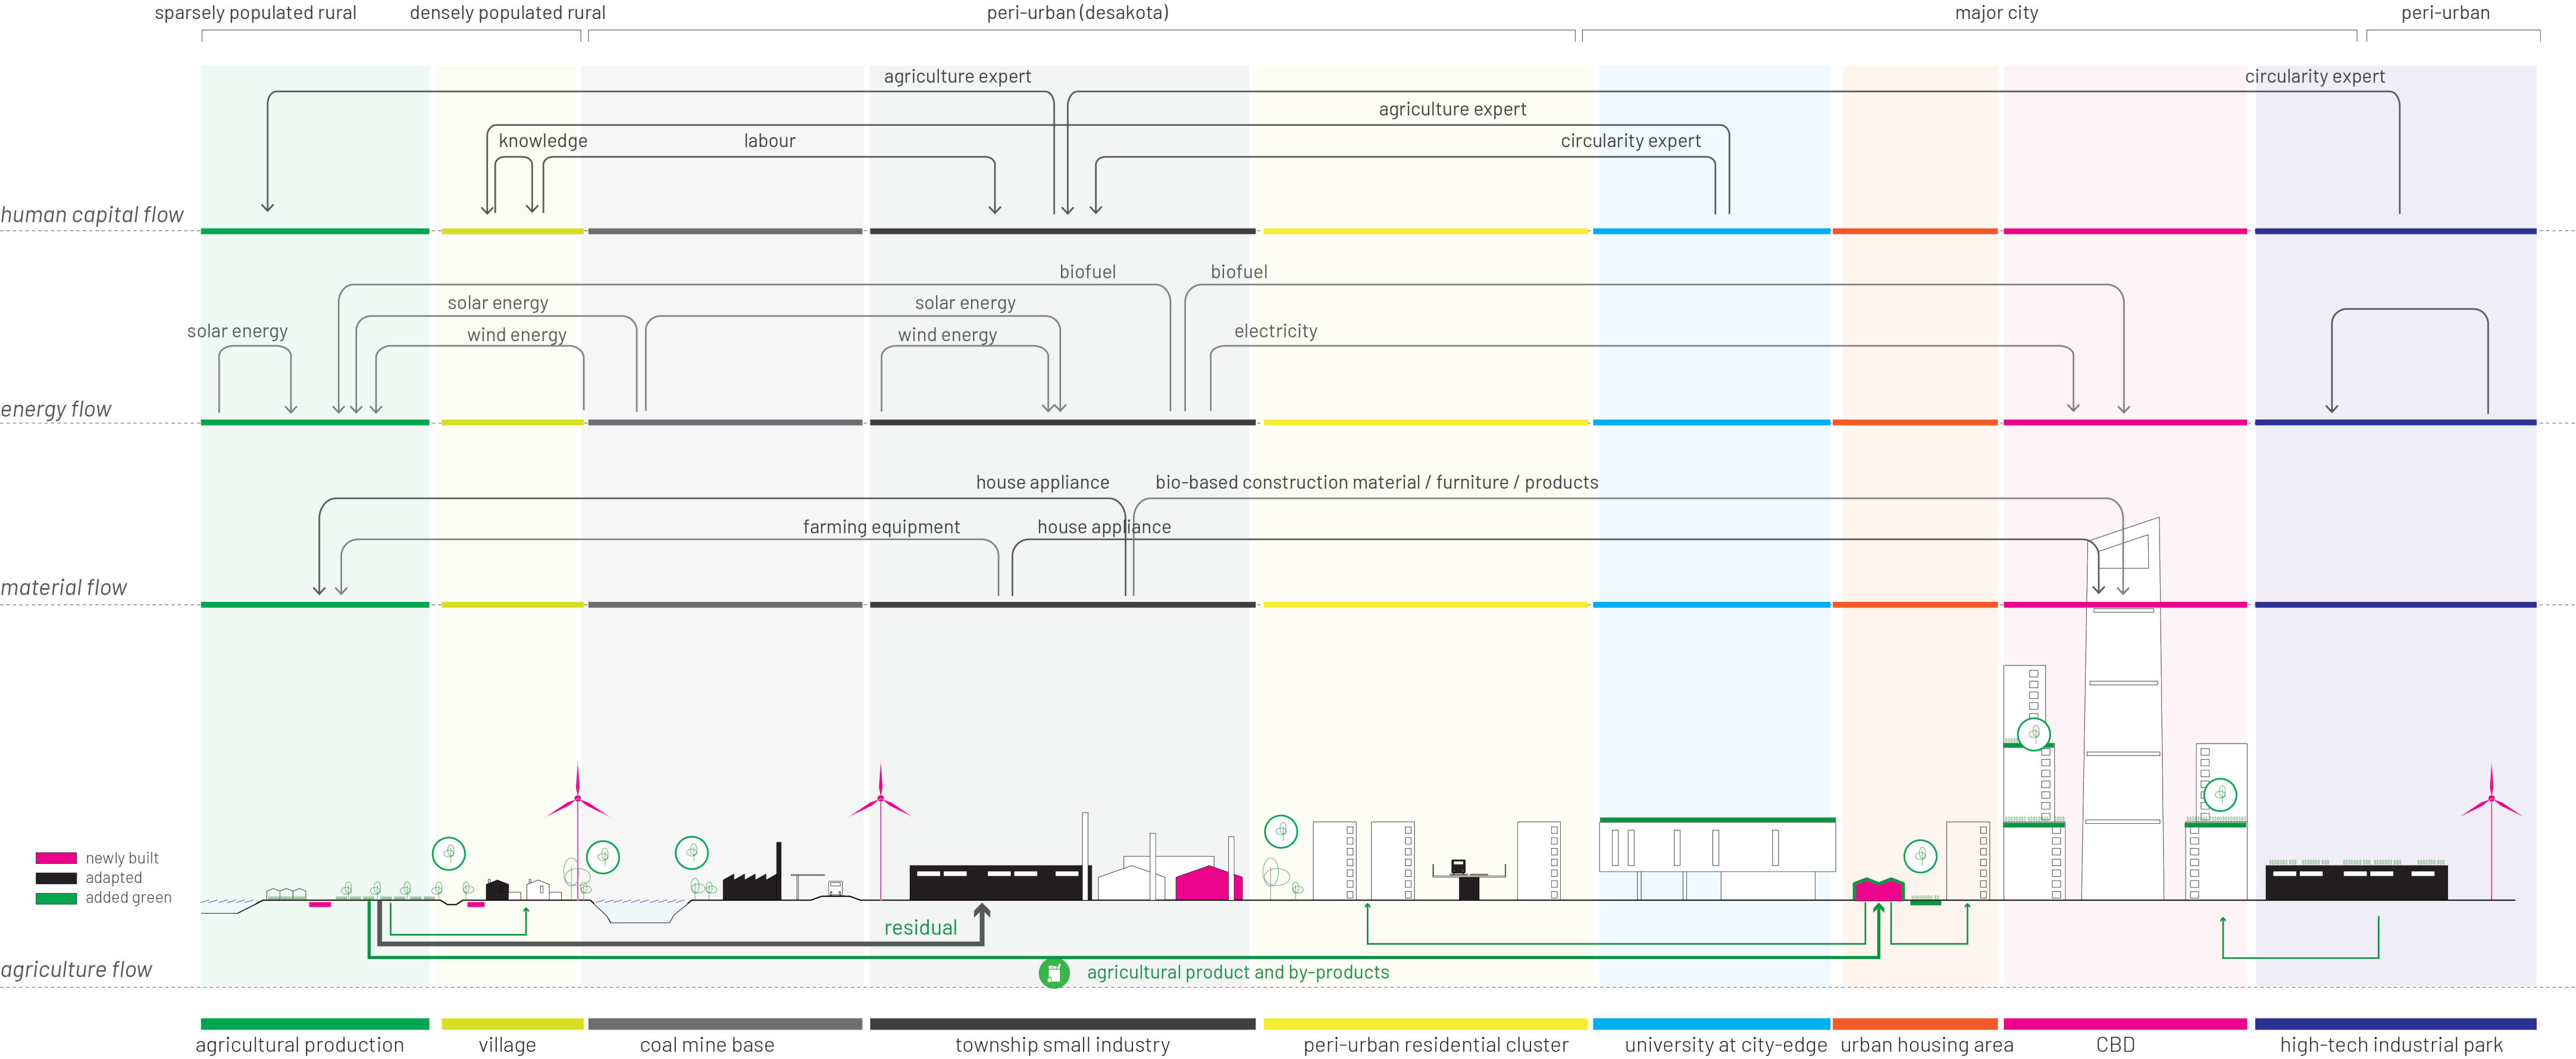 sparsely populated rural
densely populated rural
peri-urban (desakota)
major city
peri-urban
agriculture expert
circularity expert
agriculture expert
knowledge
labour
circularity expert
human capital flow
biofuel
biofuel
solar energy
solar energy
solar energy
wind energy
wind energy
electricity
energy flow
house appliance
bio-based construction material / furniture / products
farming equipment
house appliance
material flow
newly built
adapted
added green
residual
agriculture flow
agricultural product and by-products
agricultural production
village
coal mine base
township small industry
peri-urban residential cluster
university at city-edge
urban housing area
CBD
high-tech industrial park